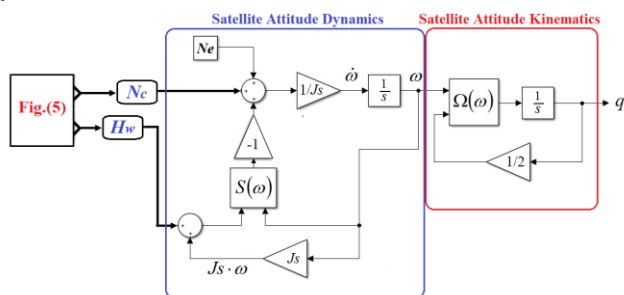 Satellite Attitude Dynamics
Satellite Attitude Kinematics
Ne
Fig.(5)
Nc
Hw
1/Js
ω̇
1/s
ω
Ω(ω)
1/s
q
-1
1/2
S(ω)
Js
Js · ω